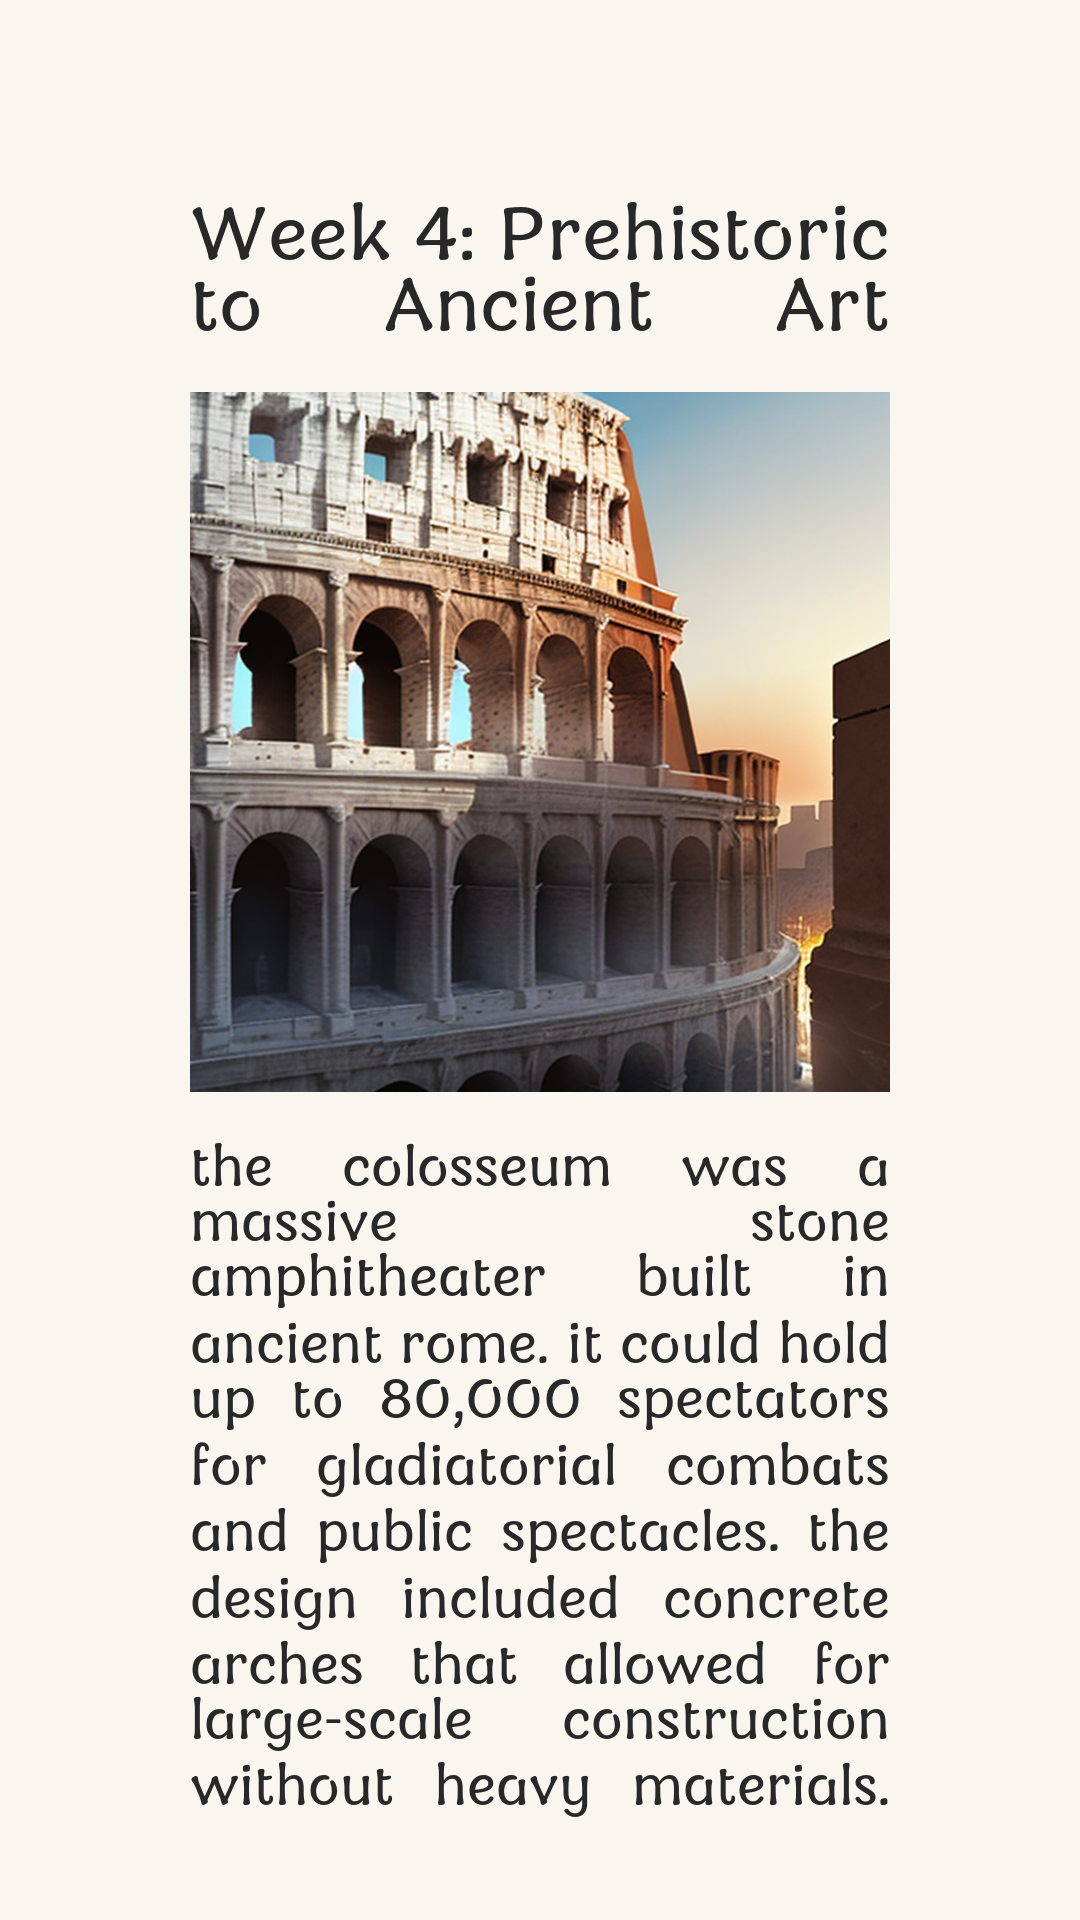 Week 4: Prehistoric
to Ancient Art
the colosseum was a
massive stone
amphitheater built in
ancient rome. it could hold
up to 80,000 spectators
for gladiatorial combats
and public spectacles. the
design included concrete
arches that allowed for
large-scale construction
without heavy materials.